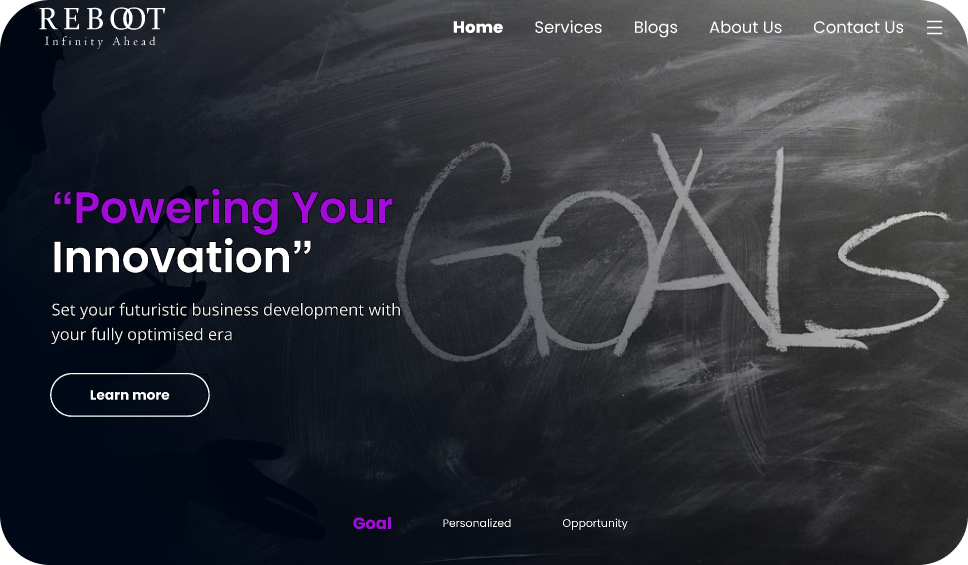 REBOOT
Infinity Ahead
Home Services Blogs About Us Contact Us
“Powering Your
Innovation”
Set your futuristic business development with
your fully optimised era
Learn more
GOALs
Goal Personalized Opportunity